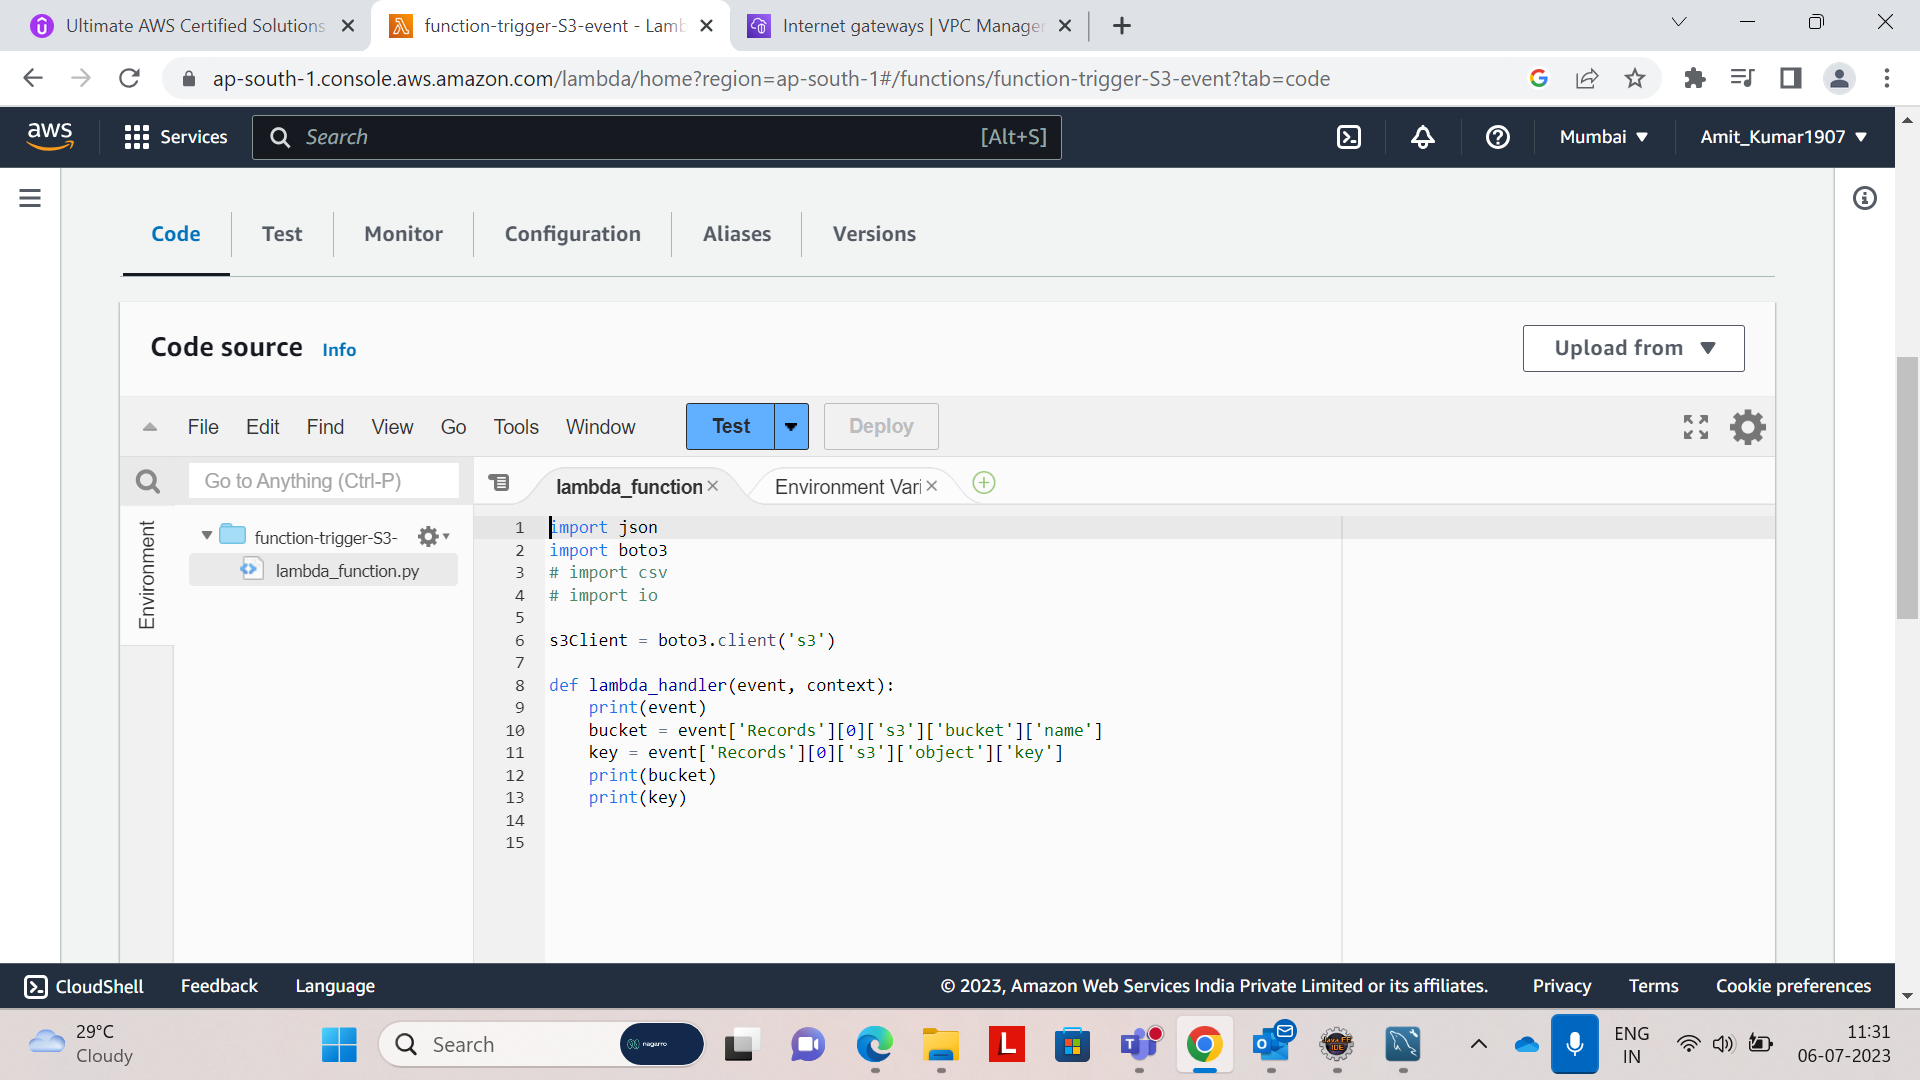 Ultimate AWS Certified Solutions
function-trigger-S3-event - Lamb
Internet gateways | VPC Manager
ap-south-1.console.aws.amazon.com/lambda/home?region=ap-south-1#/functions/function-trigger-S3-event?tab=code
aws
Services
Search
[Alt+S]
Mumbai
Amit_Kumar1907
Code
Test
Monitor
Configuration
Aliases
Versions
Code source
Info
Upload from
File
Edit
Find
View
Go
Tools
Window
Test
Deploy
Go to Anything (Ctrl-P)
lambda_function
Environment Vari
Environment
function-trigger-S3-
lambda_function.py
1 import json
2 import boto3
3 # import csv
4 # import io
5
6 s3Client = boto3.client('s3')
7
8 def lambda_handler(event, context):
9 print(event)
10 bucket = event['Records'][0]['s3']['bucket']['name']
11 key = event['Records'][0]['s3']['object']['key']
12 print(bucket)
13 print(key)
14
15
CloudShell
Feedback
Language
© 2023, Amazon Web Services India Private Limited or its affiliates.
Privacy
Terms
Cookie preferences
29°C
Cloudy
Search
nagarro
L
ENG
IN
11:31
06-07-2023